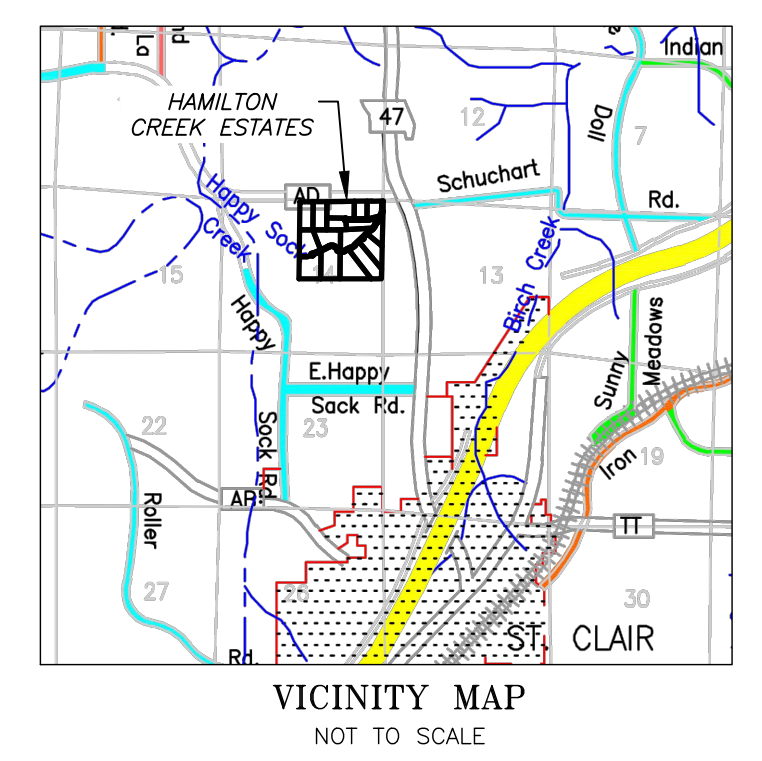 La
nd
Indian
HAMILTON
CREEK ESTATES
47
12
Doll
7
Schuchart
Rd.
AD
Happy Sock
Creek
Birch Creek
15
14
13
Happy
Sunny
Meadows
E.Happy
Sack Rd.
22
Sock Rd.
23
19
Iron
AP
Roller
TT
27
26
30
ST. CLAIR
Rd.
VICINITY MAP
NOT TO SCALE